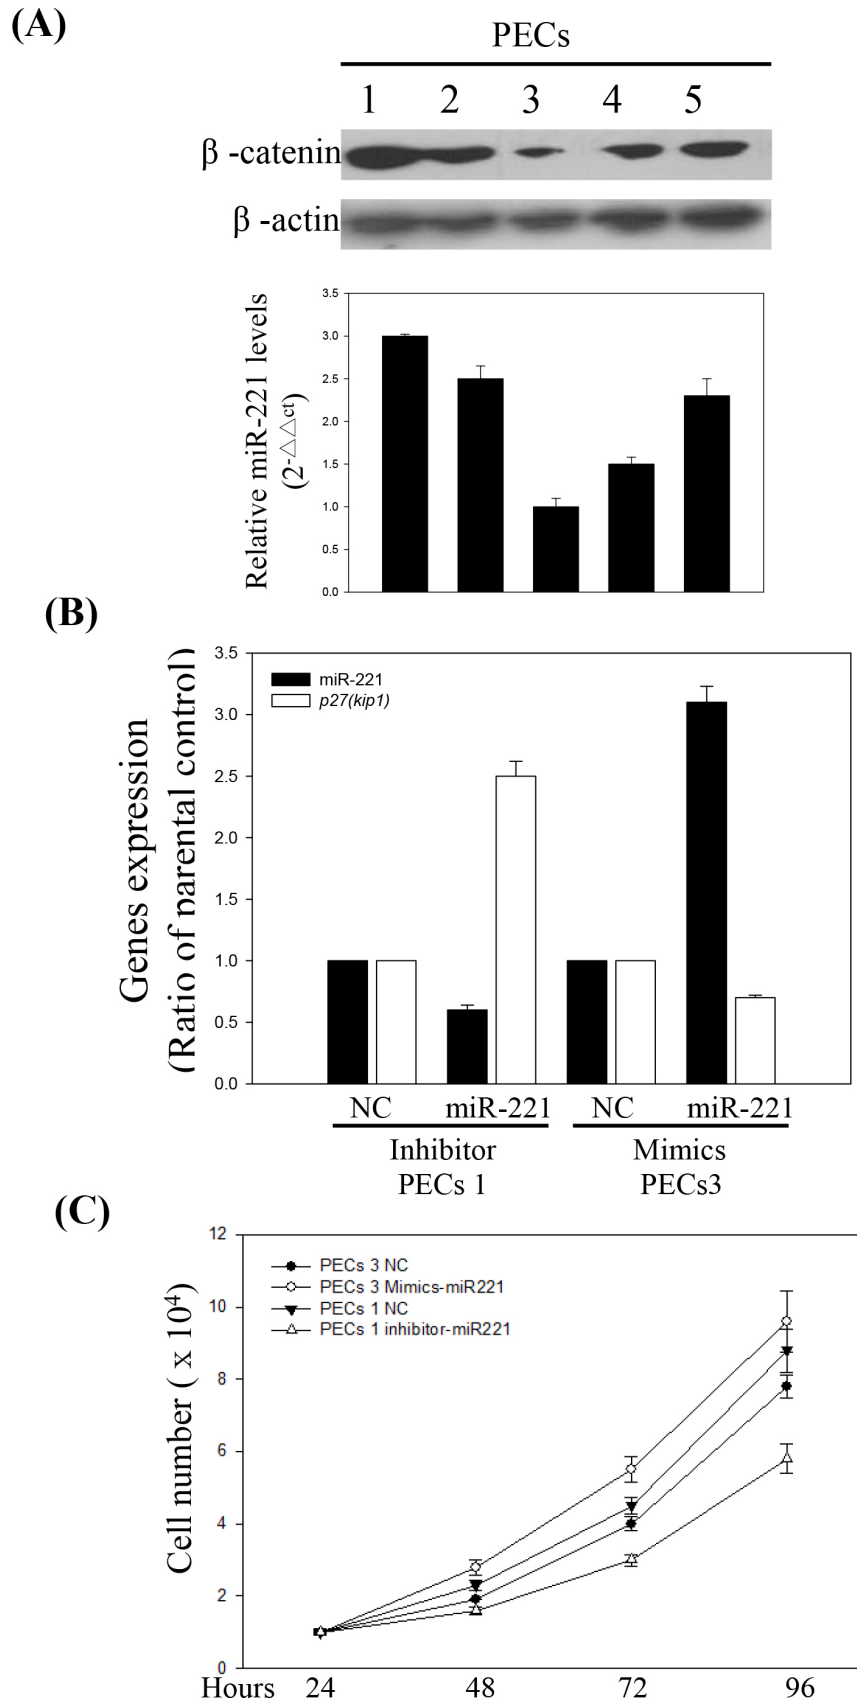 (A)
PECs
1 2 3 4 5
β -catenin
β -actin
Relative miR-221 levels
(2-△△ct)
3.5
3.0
2.5
2.0
1.5
1.0
0.5
0.0
(B)
Genes expression
(Ratio of parental control)
3.5
3.0
2.5
2.0
1.5
1.0
0.5
0.0
miR-221
p27(kip1)
NC miR-221 NC miR-221
Inhibitor Mimics
PECs 1 PECs3
(C)
Cell number ( x 104)
12
10
8
6
4
2
0
PECs 3 NC
PECs 3 Mimics-miR221
PECs 1 NC
PECs 1 inhibitor-miR221
Hours 24 48 72 96